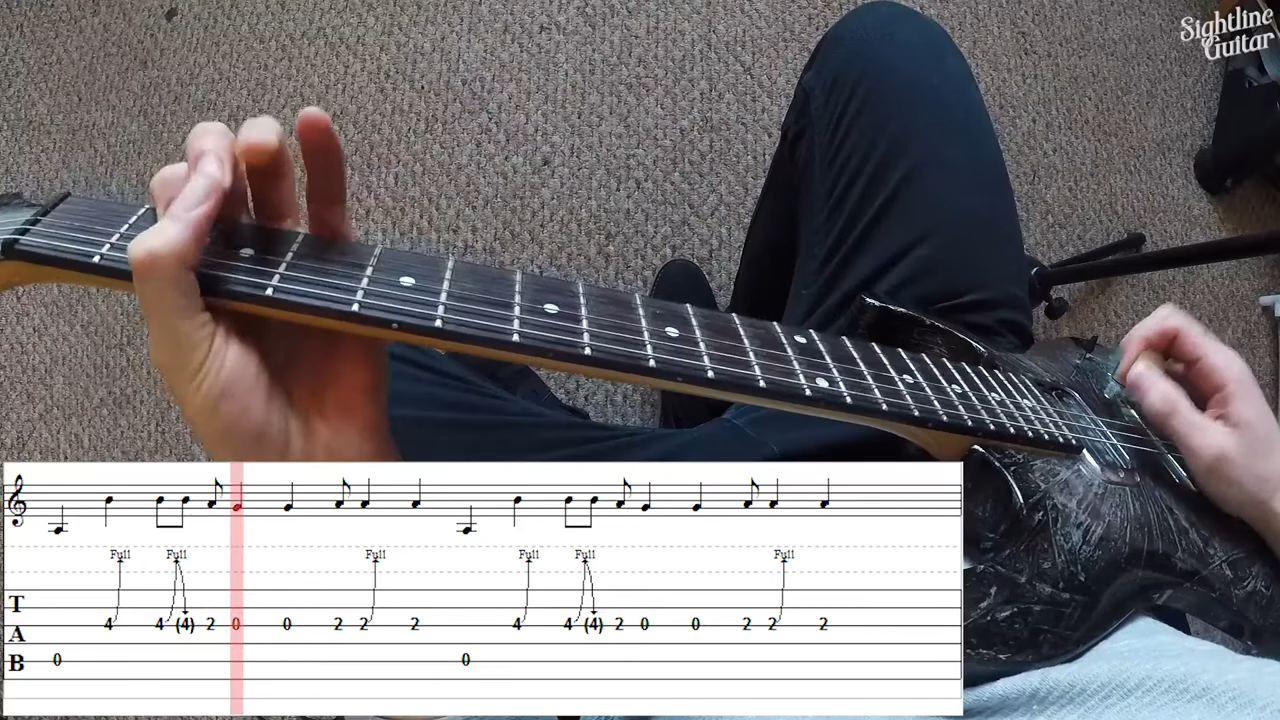 Sightline
Guitar
Full Full Full Full Full Full
T
A
B
4 4 (4) 2 0 0 2 2 2 4 4 (4) 2 0 0 2 2 2
0 0